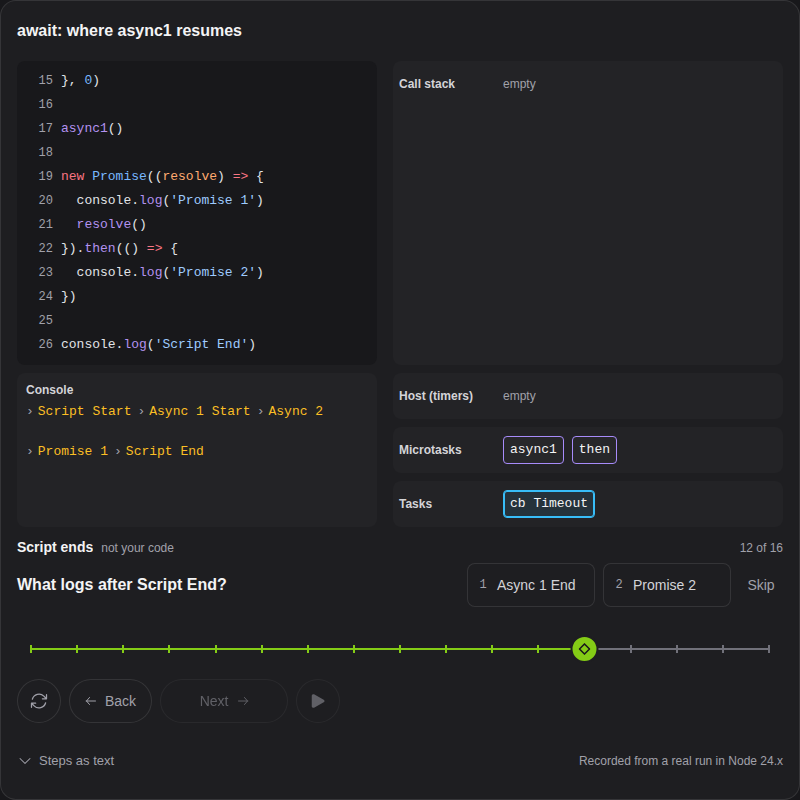 await: where async1 resumes
15 }, 0)
16
17 async1()
18
19 new Promise((resolve) => {
20   console.log('Promise 1')
21   resolve()
22 }).then(() => {
23   console.log('Promise 2')
24 })
25
26 console.log('Script End')
Call stack empty
Console
› Script Start › Async 1 Start › Async 2
› Promise 1 › Script End
Host (timers) empty
Microtasks async1 then
Tasks cb Timeout
Script ends not your code 12 of 16
What logs after Script End? 1 Async 1 End 2 Promise 2 Skip
← Back Next →
Steps as text Recorded from a real run in Node 24.x